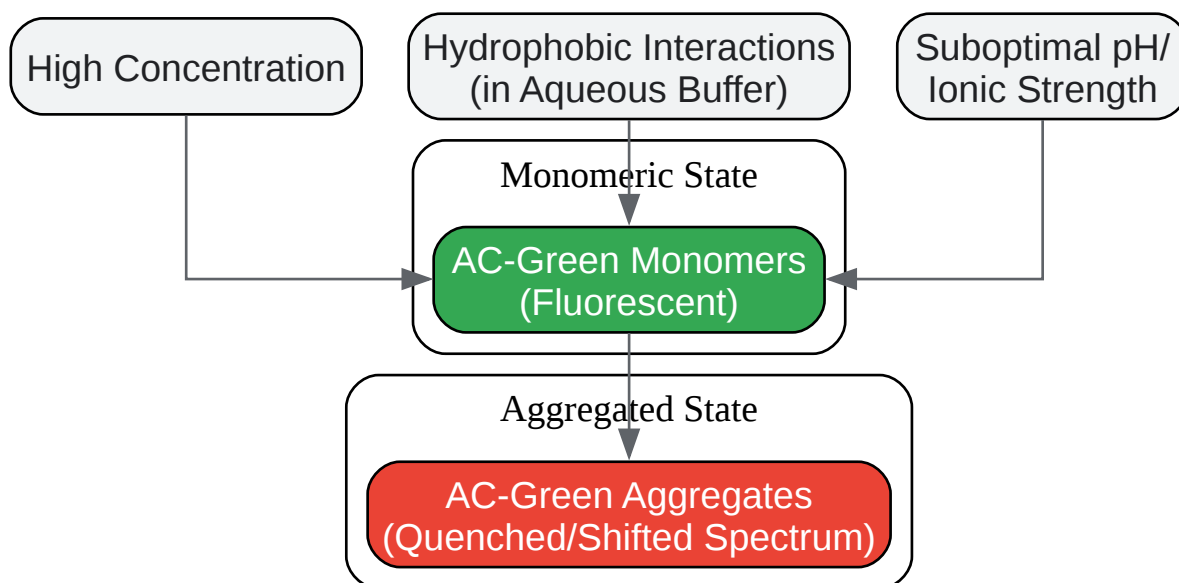 High Concentration
Hydrophobic Interactions
(in Aqueous Buffer)
Suboptimal pH/
Ionic Strength
Monomeric State
AC-Green Monomers
(Fluorescent)
Aggregated State
AC-Green Aggregates
(Quenched/Shifted Spectrum)